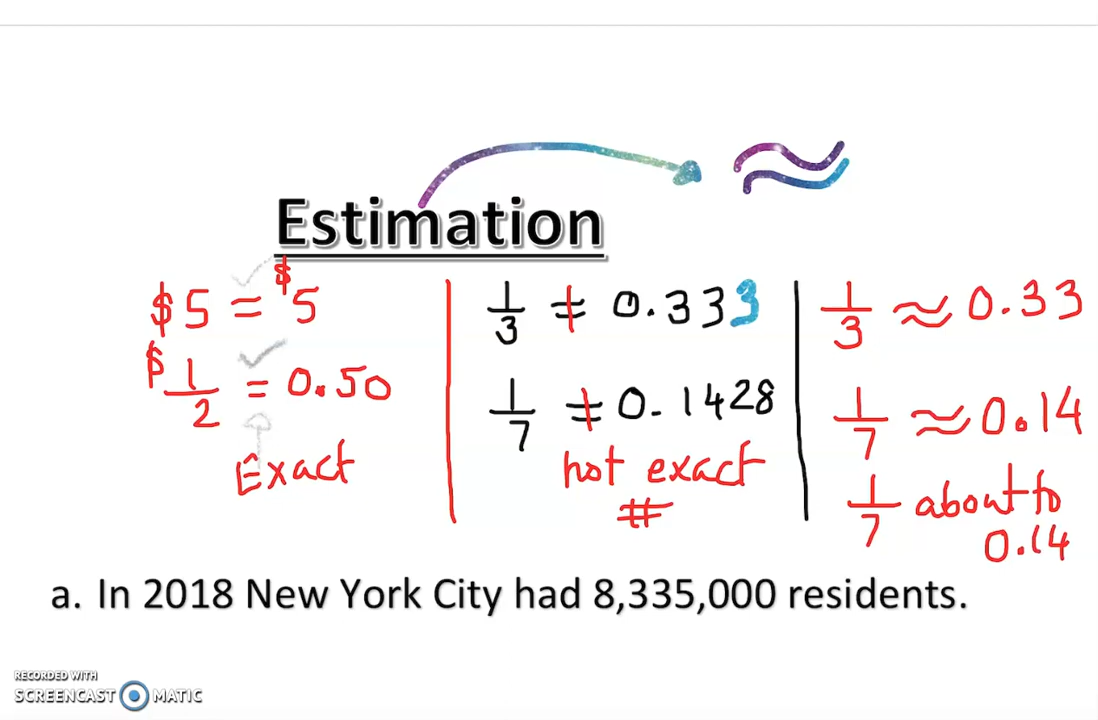 ≈
Estimation
$5 = $5
$1/2 = 0.50
Exact
1/3 ≠ 0.333
1/7 ≠ 0.1428
not exact
#
1/3 ≈ 0.33
1/7 ≈ 0.14
1/7 about to
0.14
a. In 2018 New York City had 8,335,000 residents.
RECORDED WITH
SCREENCAST MATIC